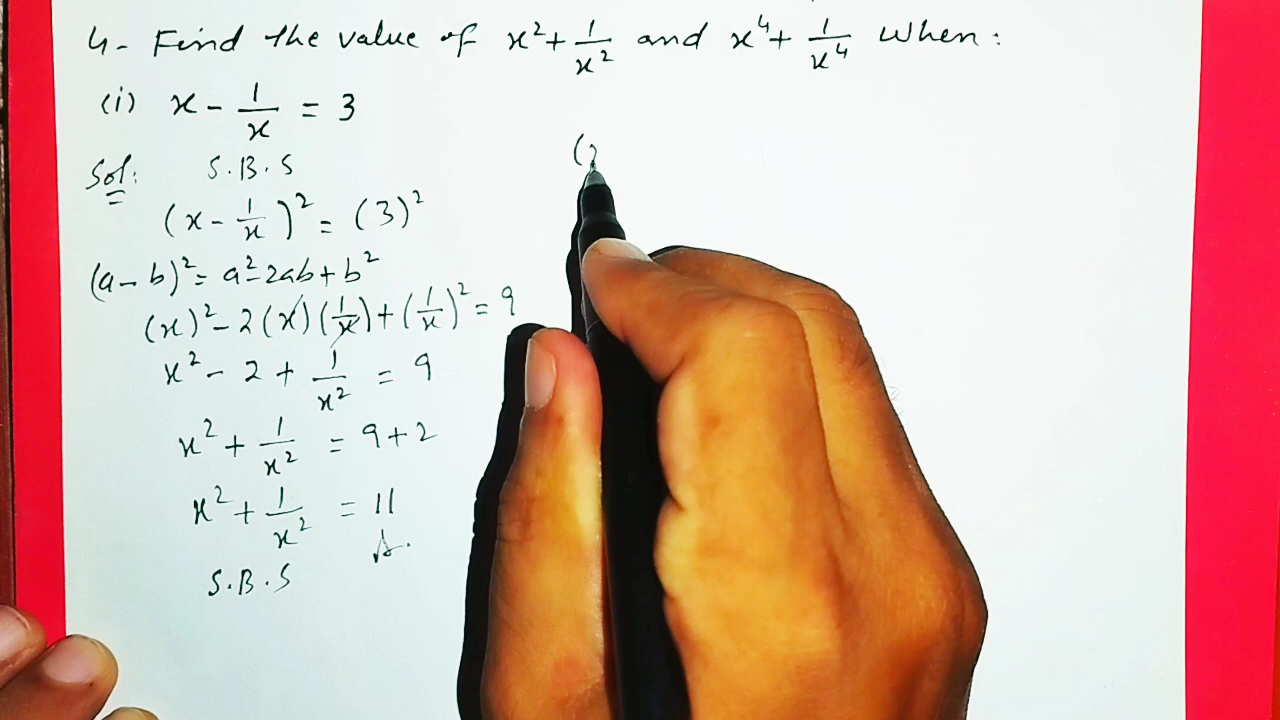 4- Find the value of x² + 1/x² and x⁴ + 1/x⁴ when:
(i) x - 1/x = 3
Sol: S.B.S
(x - 1/x)² = (3)²
(a - b)² = a² - 2ab + b²
(x)² - 2(x)(1/x) + (1/x)² = 9
x² - 2 + 1/x² = 9
x² + 1/x² = 9 + 2
x² + 1/x² = 11
A.
S.B.S
(